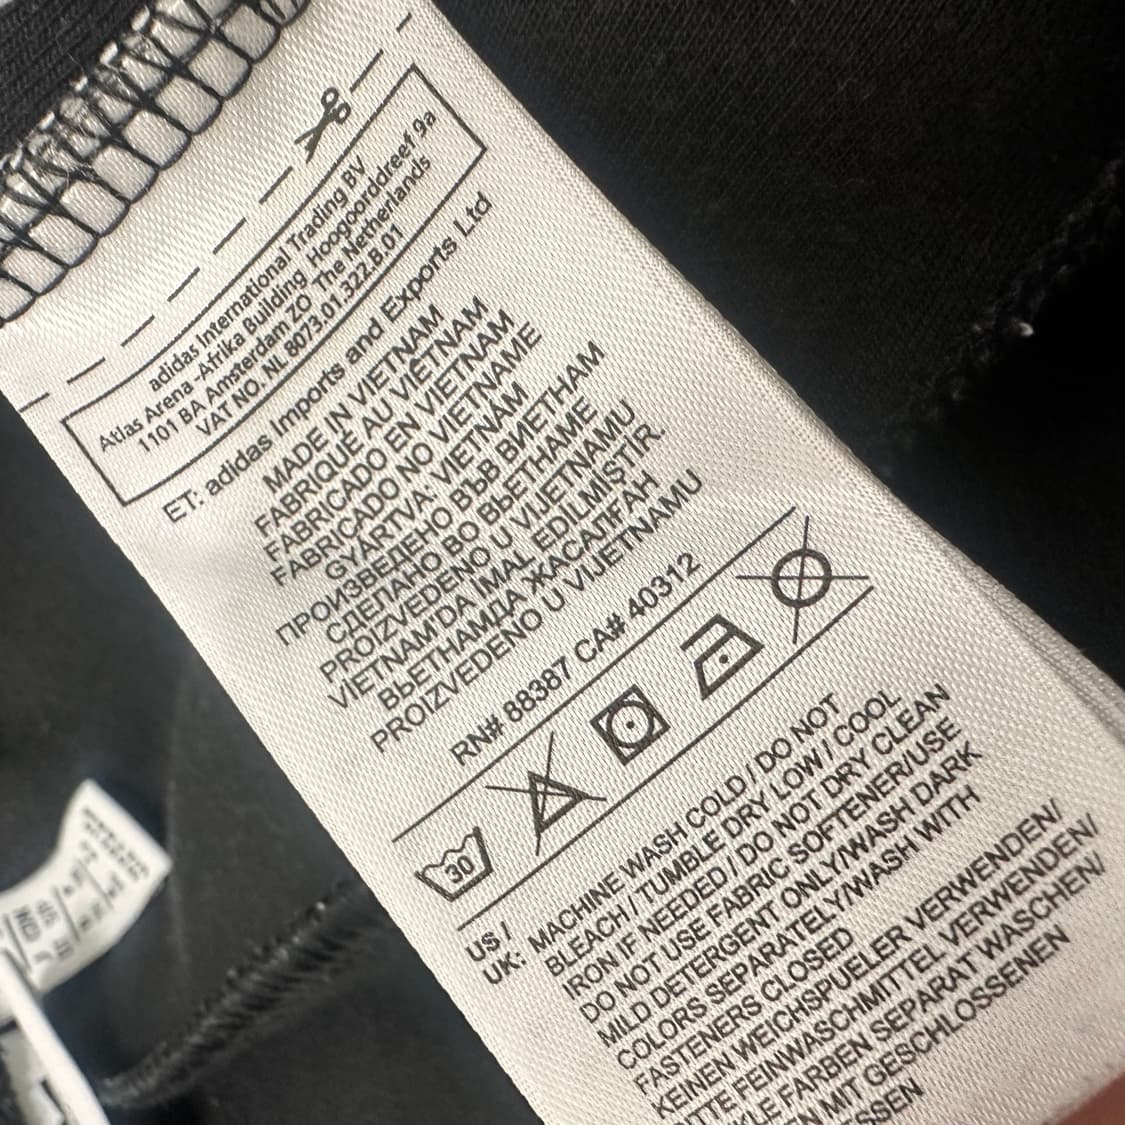 adidas International Trading BV
Atlas Arena -Afrika Building Hoogoorddreef 9a
1101 BA Amsterdam ZO The Netherlands
VAT NO. NL 8073.01.322.B.01
ET: adidas Imports and Exports Ltd
MADE IN VIETNAM
FABRIQUÉ AU VIÊTNAM
FABRICADO EN VIETNAM
FABRICADO NO VIETNAME
GYÁRTVA: VIETNÁM
ПРОИЗВЕДЕНО ВЪВ ВИЕТНАМ
СДЕЛАНО ВО ВЬЕТНАМЕ
PROIZVEDENO U VIJETNAMU
VIETNAM'DA İMAL EDİLMİŞTİR.
ВЬЕТНАМДА ЖАСАЛҒАН
PROIZVEDENO U VIJETNAMU
RN# 88387 CA# 40312
30
US /
UK:
MACHINE WASH COLD / DO NOT
BLEACH / TUMBLE DRY LOW / COOL
IRON IF NEEDED / DO NOT DRY CLEAN
DO NOT USE FABRIC SOFTENER/USE
MILD DETERGENT ONLY/WASH DARK
COLORS SEPARATELY/WASH WITH
FASTENERS CLOSED
KEINEN WEICHSPUELER VERWENDEN/
FEINWASCHMITTEL VERWENDEN/
FARBEN SEPARAT WASCHEN/
MIT GESCHLOSSENEN